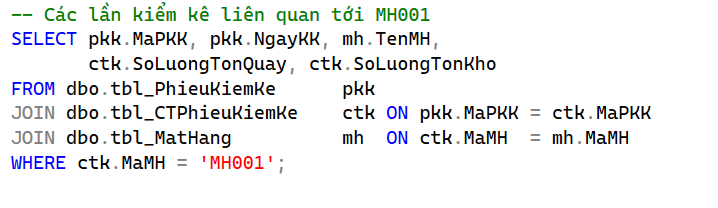 -- Các lần kiểm kê liên quan tới MH001
SELECT pkk.MaPKK, pkk.NgayKK, mh.TenMH,
       ctk.SoLuongTonQuay, ctk.SoLuongTonKho
FROM dbo.tbl_PhieuKiemKe      pkk
JOIN dbo.tbl_CTPhieuKiemKe    ctk ON pkk.MaPKK = ctk.MaPKK
JOIN dbo.tbl_MatHang          mh  ON ctk.MaMH  = mh.MaMH
WHERE ctk.MaMH = 'MH001';